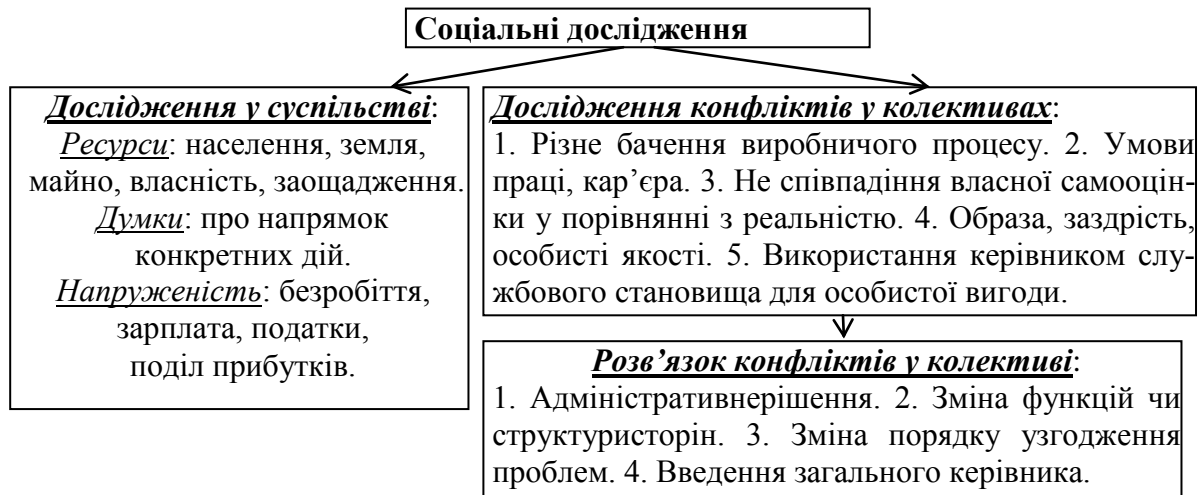 Соціальні дослідження
Дослідження у суспільстві:
Ресурси: населення, земля,
майно, власність, заощадження.
Думки: про напрямок
конкретних дій.
Напруженість: безробіття,
зарплата, податки,
поділ прибутків.
Дослідження конфліктів у колективах:
1. Різне бачення виробничого процесу. 2. Умови
праці, кар’єра. 3. Не співпадіння власної самооцін-
ки у порівнянні з реальністю. 4. Образа, заздрість,
особисті якості. 5. Використання керівником слу-
жбового становища для особистої вигоди.
Розв’язок конфліктів у колективі:
1. Адміністративнерішення. 2. Зміна функцій чи
структуристорін. 3. Зміна порядку узгодження
проблем. 4. Введення загального керівника.